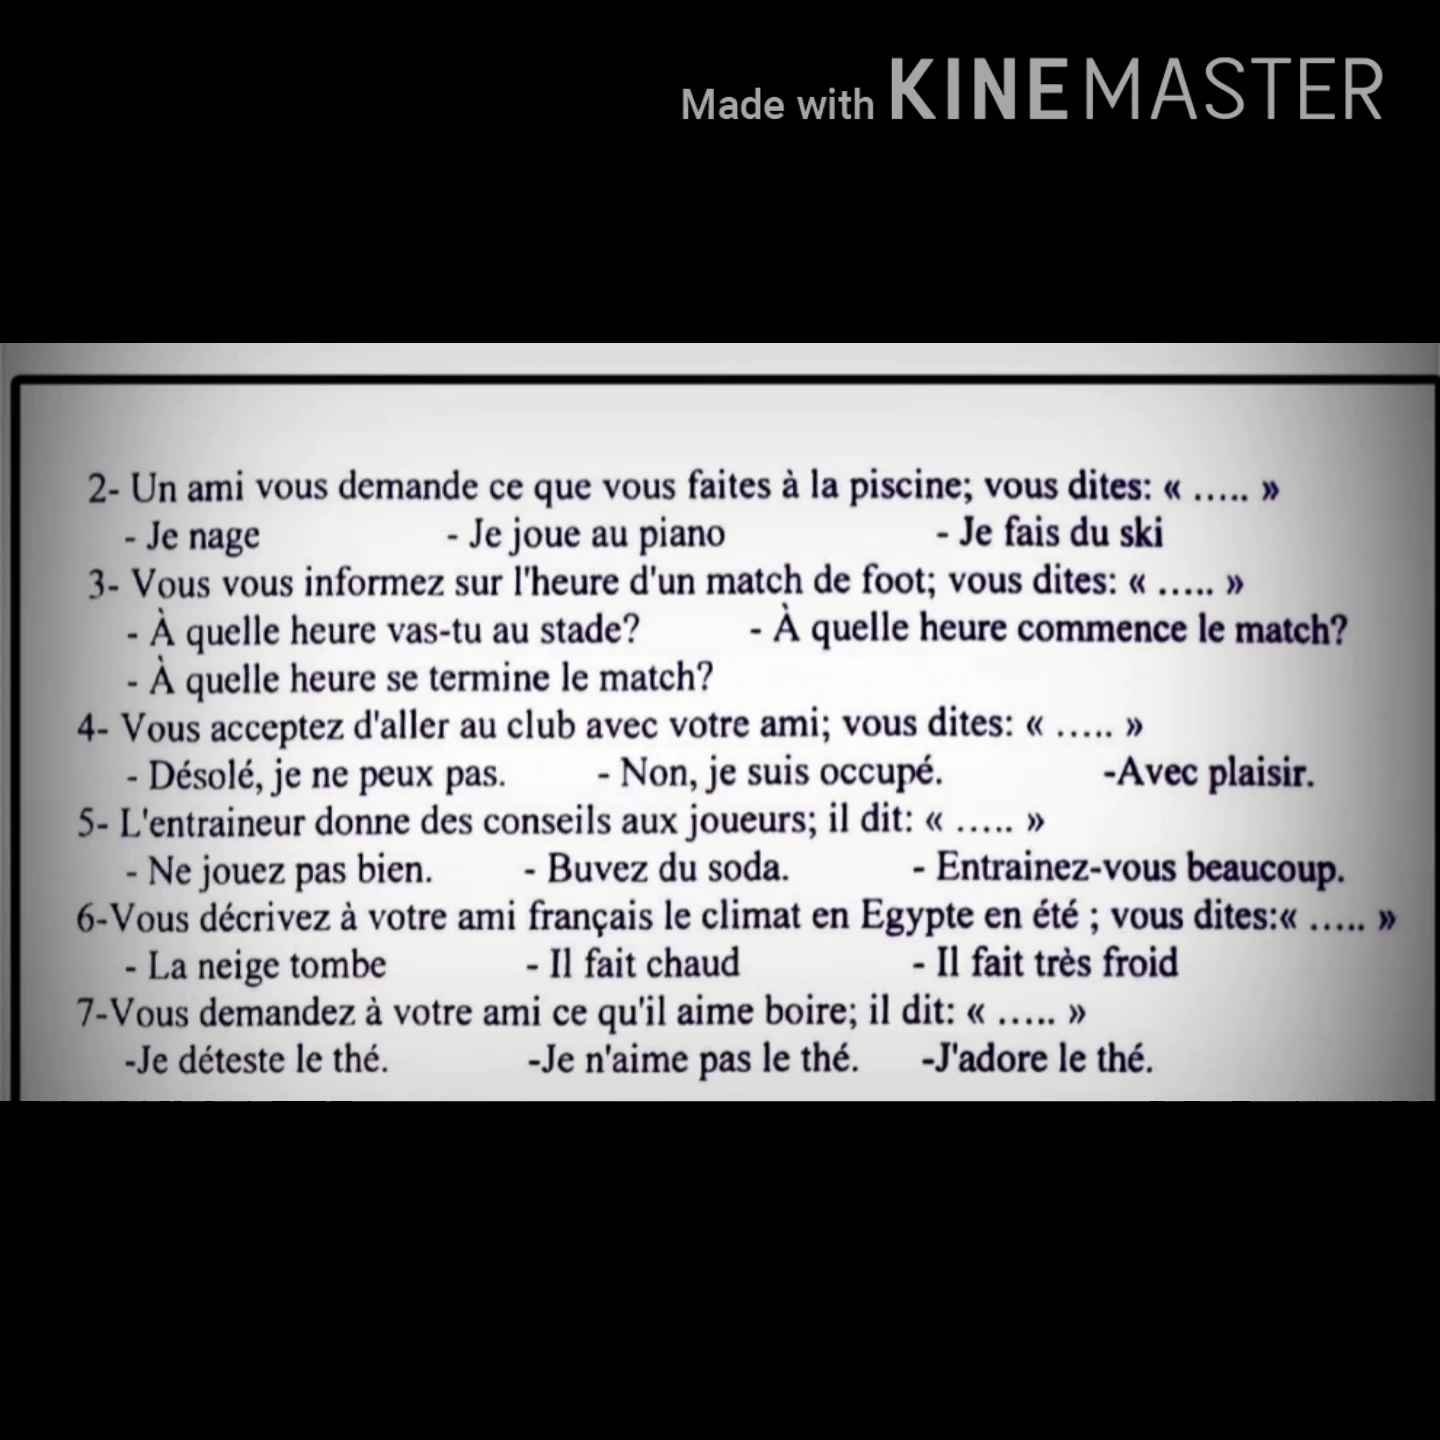 Made with KINEMASTER
2- Un ami vous demande ce que vous faites à la piscine; vous dites: « ..... »
- Je nage - Je joue au piano - Je fais du ski
3- Vous vous informez sur l'heure d'un match de foot; vous dites: « ..... »
- À quelle heure vas-tu au stade? - À quelle heure commence le match?
- À quelle heure se termine le match?
4- Vous acceptez d'aller au club avec votre ami; vous dites: « ..... »
- Désolé, je ne peux pas. - Non, je suis occupé. -Avec plaisir.
5- L'entraineur donne des conseils aux joueurs; il dit: « ..... »
- Ne jouez pas bien. - Buvez du soda. - Entrainez-vous beaucoup.
6-Vous décrivez à votre ami français le climat en Egypte en été ; vous dites:« ..... »
- La neige tombe - Il fait chaud - Il fait très froid
7-Vous demandez à votre ami ce qu'il aime boire; il dit: « ..... »
-Je déteste le thé. -Je n'aime pas le thé. -J'adore le thé.